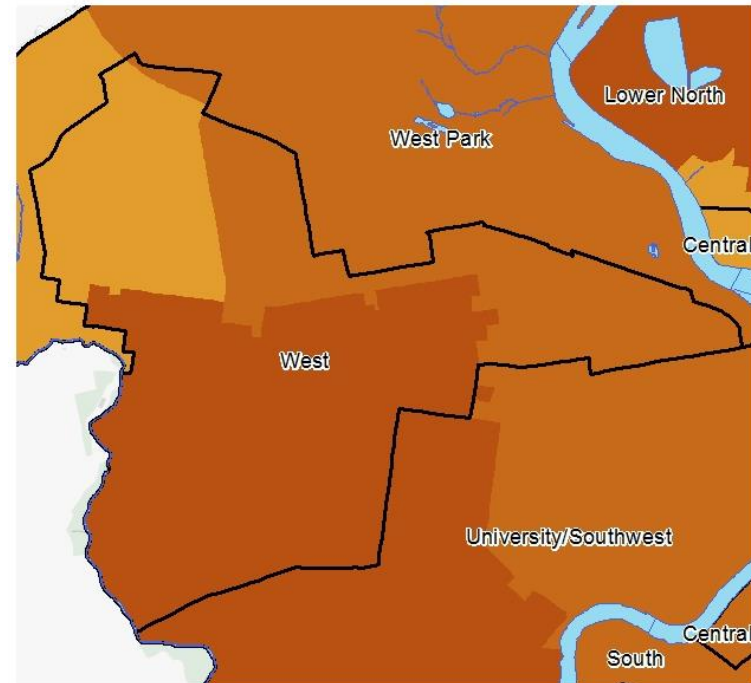 Lower North
West Park
Central
West
University/Southwest
Central
South